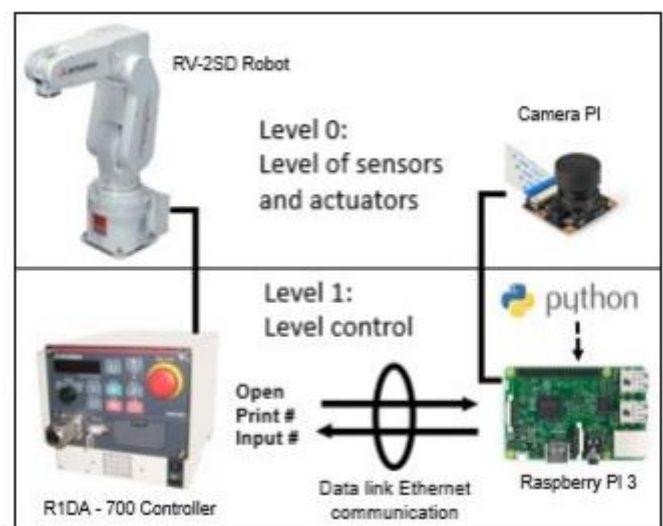 RV-2SD Robot
Camera PI
Level 0:
Level of sensors
and actuators
Level 1:
Level control
python
Open
Print #
Input #
Data link Ethernet
communication
R1DA - 700 Controller
Raspberry PI 3